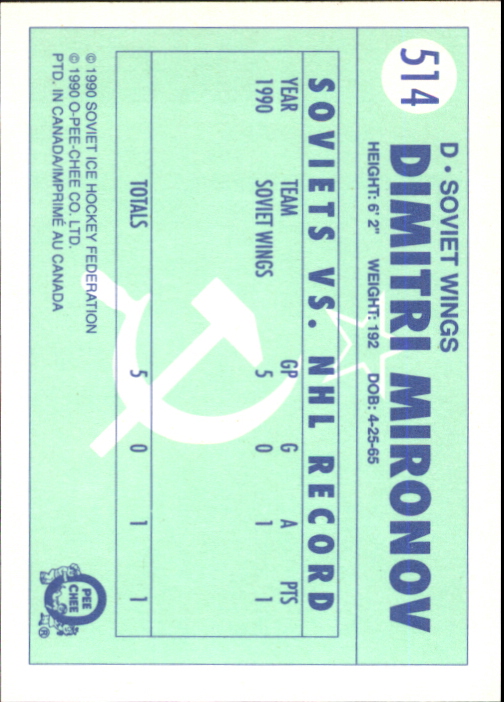 514
D • SOVIET WINGS
DIMITRI MIRONOV
HEIGHT: 6' 2" WEIGHT: 192 DOB: 4-25-65
SOVIETS VS. NHL RECORD
YEAR TEAM GP G A PTS
1990 SOVIET WINGS 5 0 1 1
TOTALS 5 0 1 1
© 1990 SOVIET ICE HOCKEY FEDERATION
© 1990 O-PEE-CHEE CO. LTD.
PTD. IN CANADA/IMPRIMÉ AU CANADA
O
PEE
CHEE
®